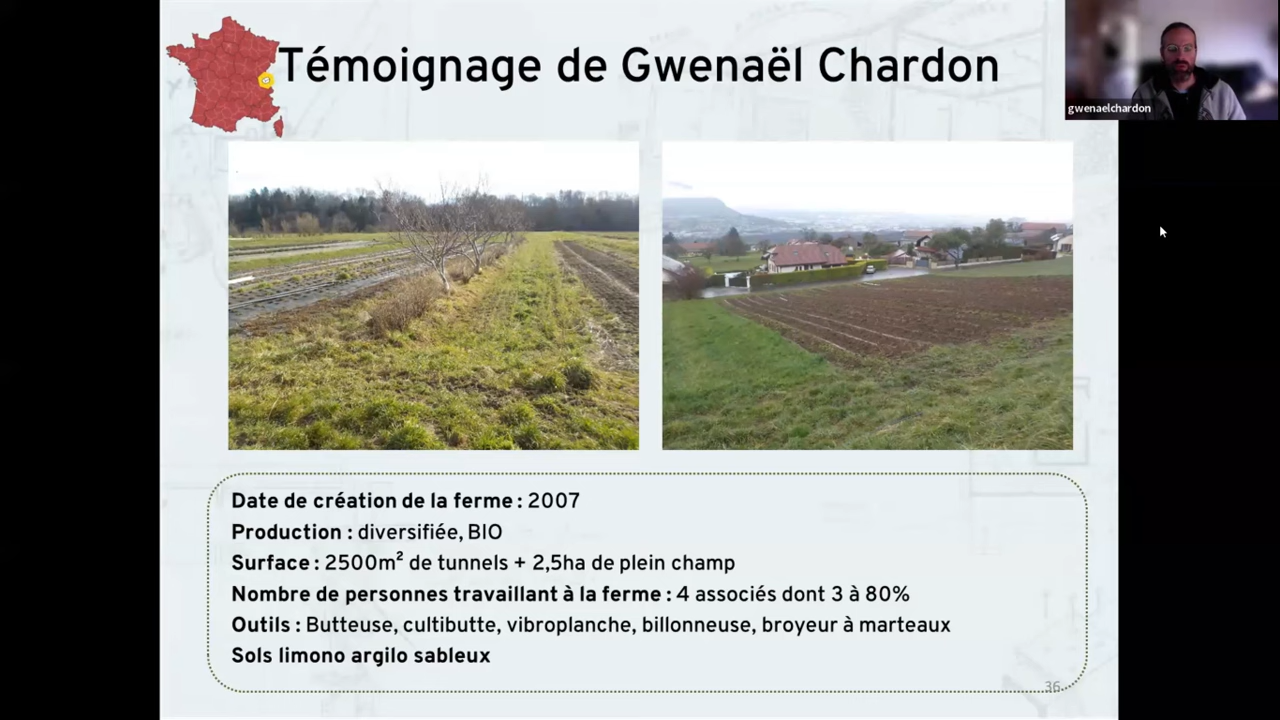 Témoignage de Gwenaël Chardon
gwenaelchardon
Date de création de la ferme : 2007
Production : diversifiée, BIO
Surface : 2500m² de tunnels + 2,5ha de plein champ
Nombre de personnes travaillant à la ferme : 4 associés dont 3 à 80%
Outils : Butteuse, cultibutte, vibroplanche, billonneuse, broyeur à marteaux
Sols limono argilo sableux
36